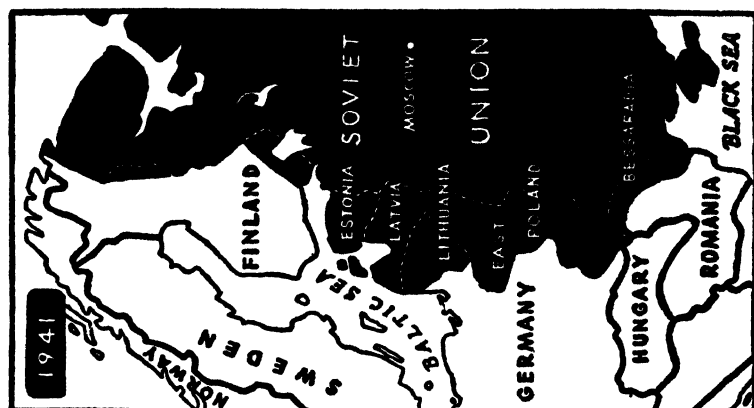 1941
NORWAY
SWEDEN
FINLAND
BALTIC SEA
SOVIET
UNION
MOSCOW
ESTONIA
LATVIA
LITHUANIA
EAST
POLAND
BESSARABIA
GERMANY
HUNGARY
ROMANIA
BLACK SEA